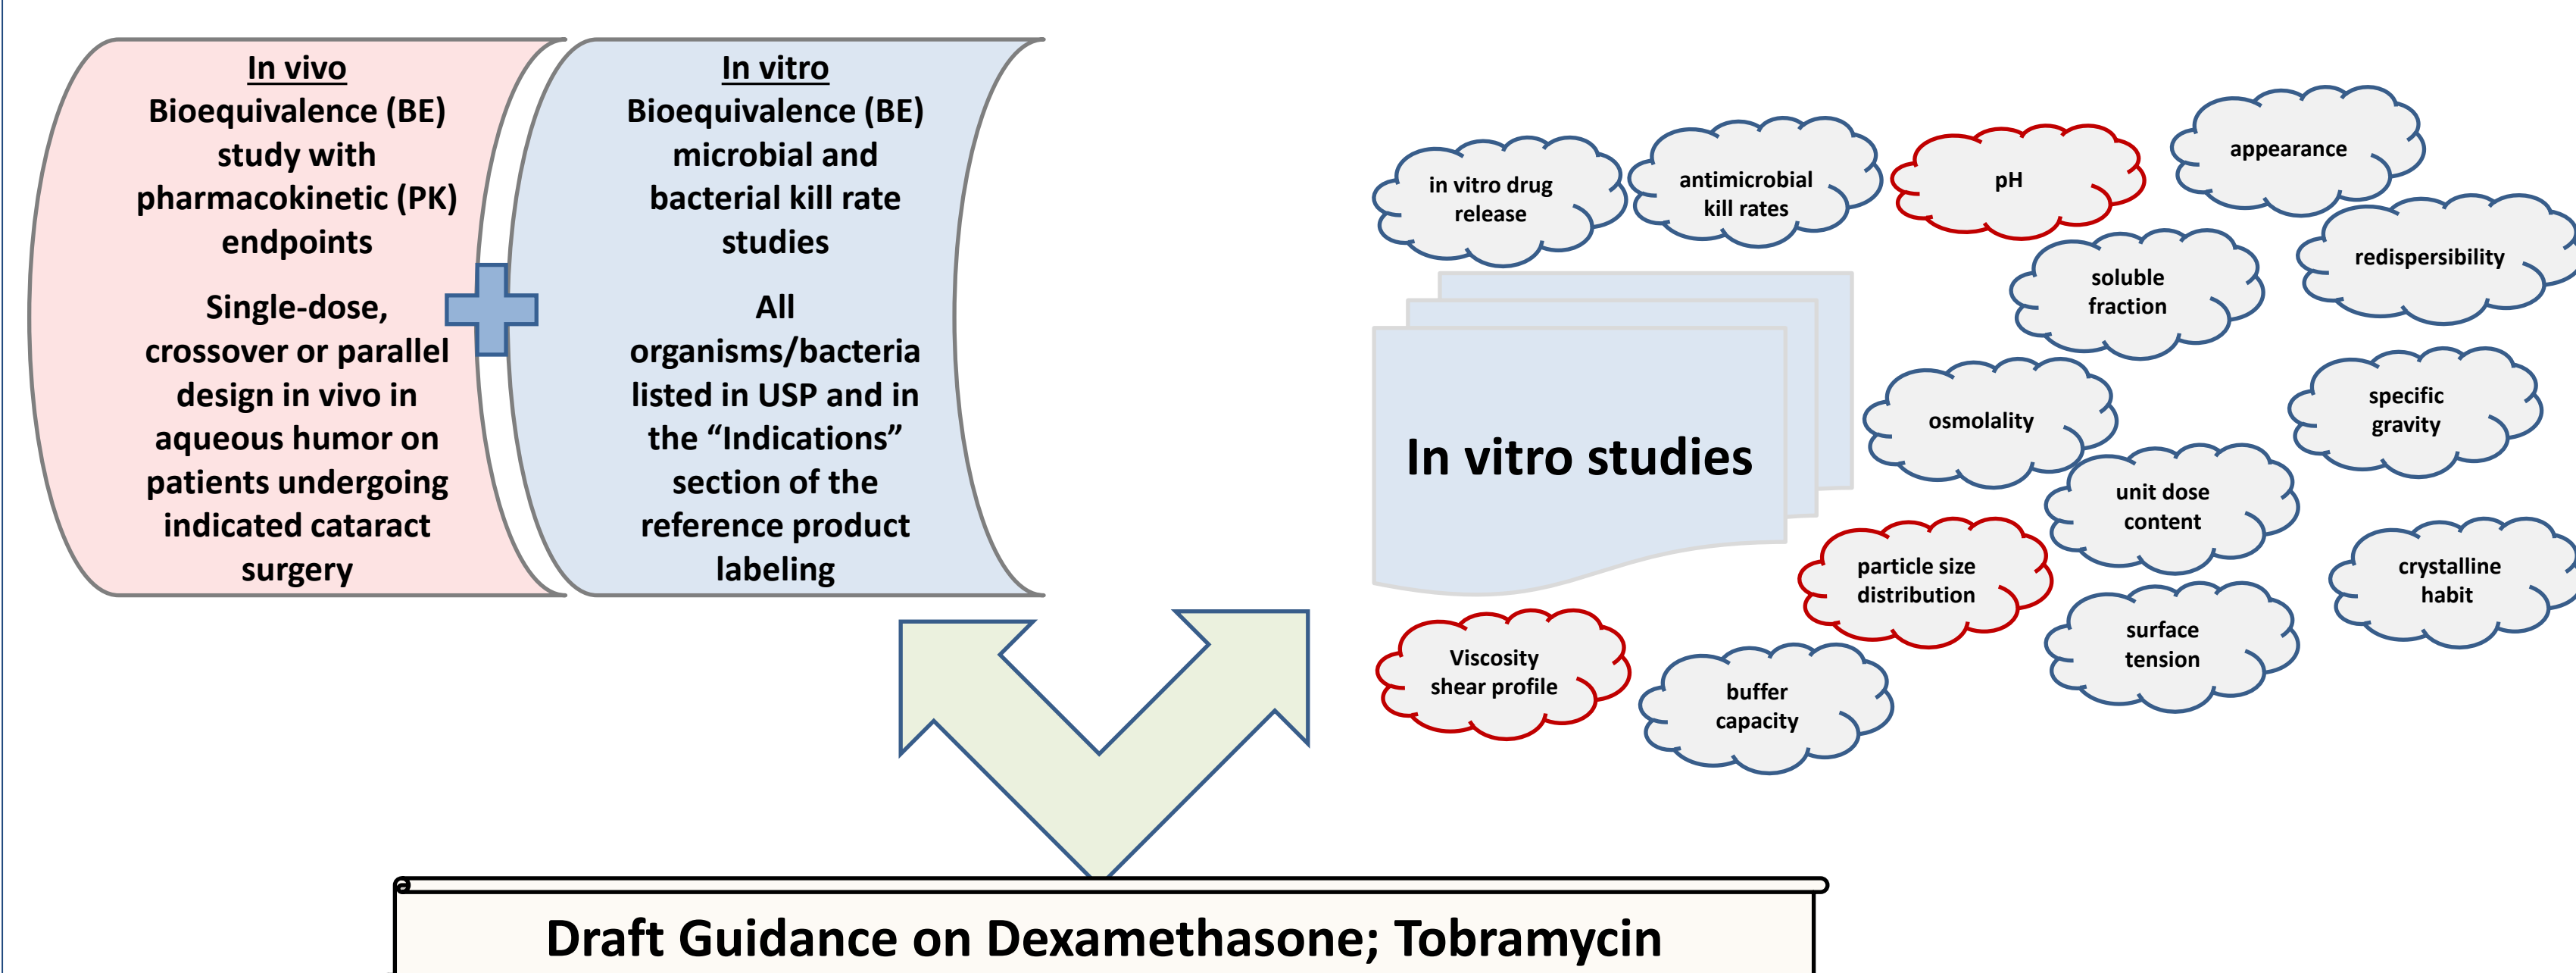 In vivo
Bioequivalence (BE)
study with
pharmacokinetic (PK)
endpoints
Single-dose,
crossover or parallel
design in vivo in
aqueous humor on
patients undergoing
indicated cataract
surgery
In vitro
Bioequivalence (BE)
microbial and
bacterial kill rate
studies
All
organisms/bacteria
listed in USP and in
the “Indications”
section of the
reference product
labeling
in vitro drug
release
antimicrobial
kill rates
pH
appearance
redispersibility
soluble
fraction
osmolality
specific
gravity
unit dose
content
In vitro studies
particle size
distribution
crystalline
habit
surface
tension
Viscosity
shear profile
buffer
capacity
Draft Guidance on Dexamethasone; Tobramycin